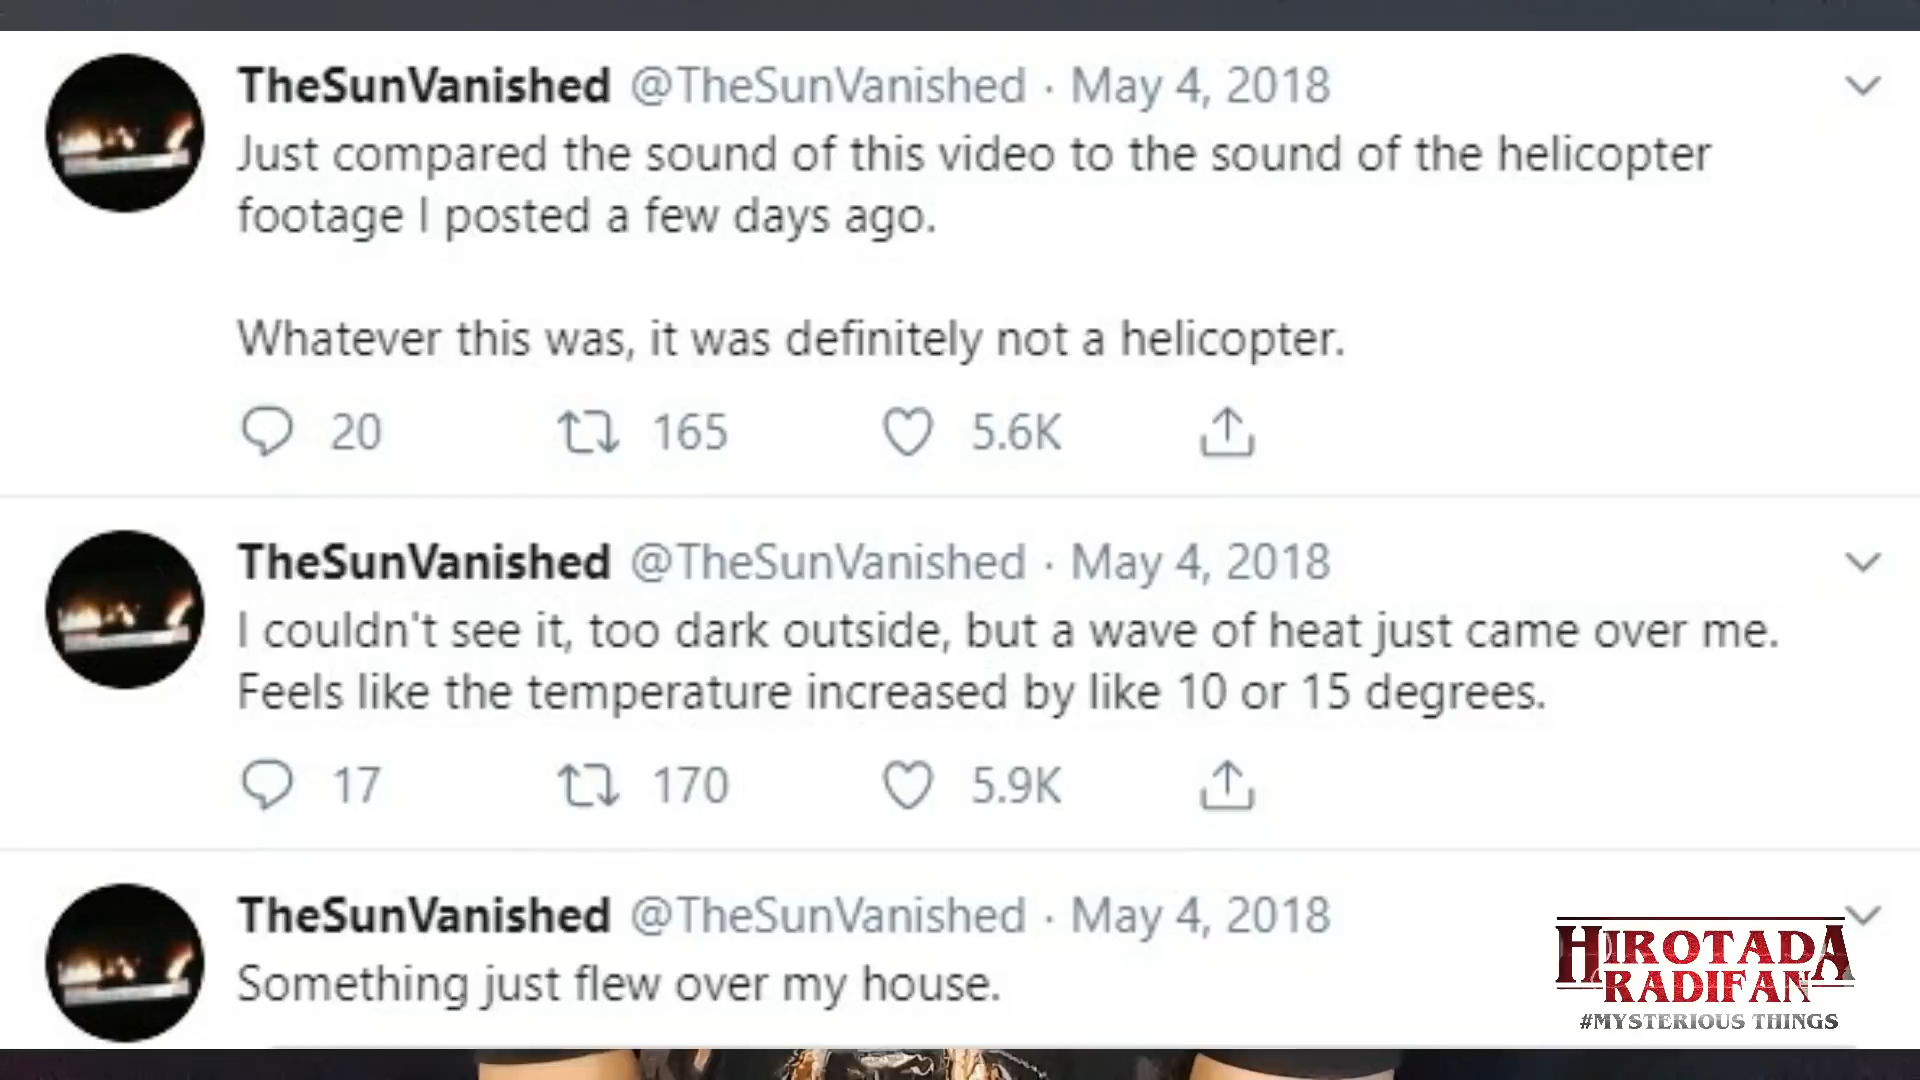 TheSunVanished @TheSunVanished · May 4, 2018
Just compared the sound of this video to the sound of the helicopter
footage I posted a few days ago.
Whatever this was, it was definitely not a helicopter.
20 165 5.6K
TheSunVanished @TheSunVanished · May 4, 2018
I couldn't see it, too dark outside, but a wave of heat just came over me.
Feels like the temperature increased by like 10 or 15 degrees.
17 170 5.9K
TheSunVanished @TheSunVanished · May 4, 2018
Something just flew over my house.
HIROTADA
RADIFAN
#MYSTERIOUS THINGS